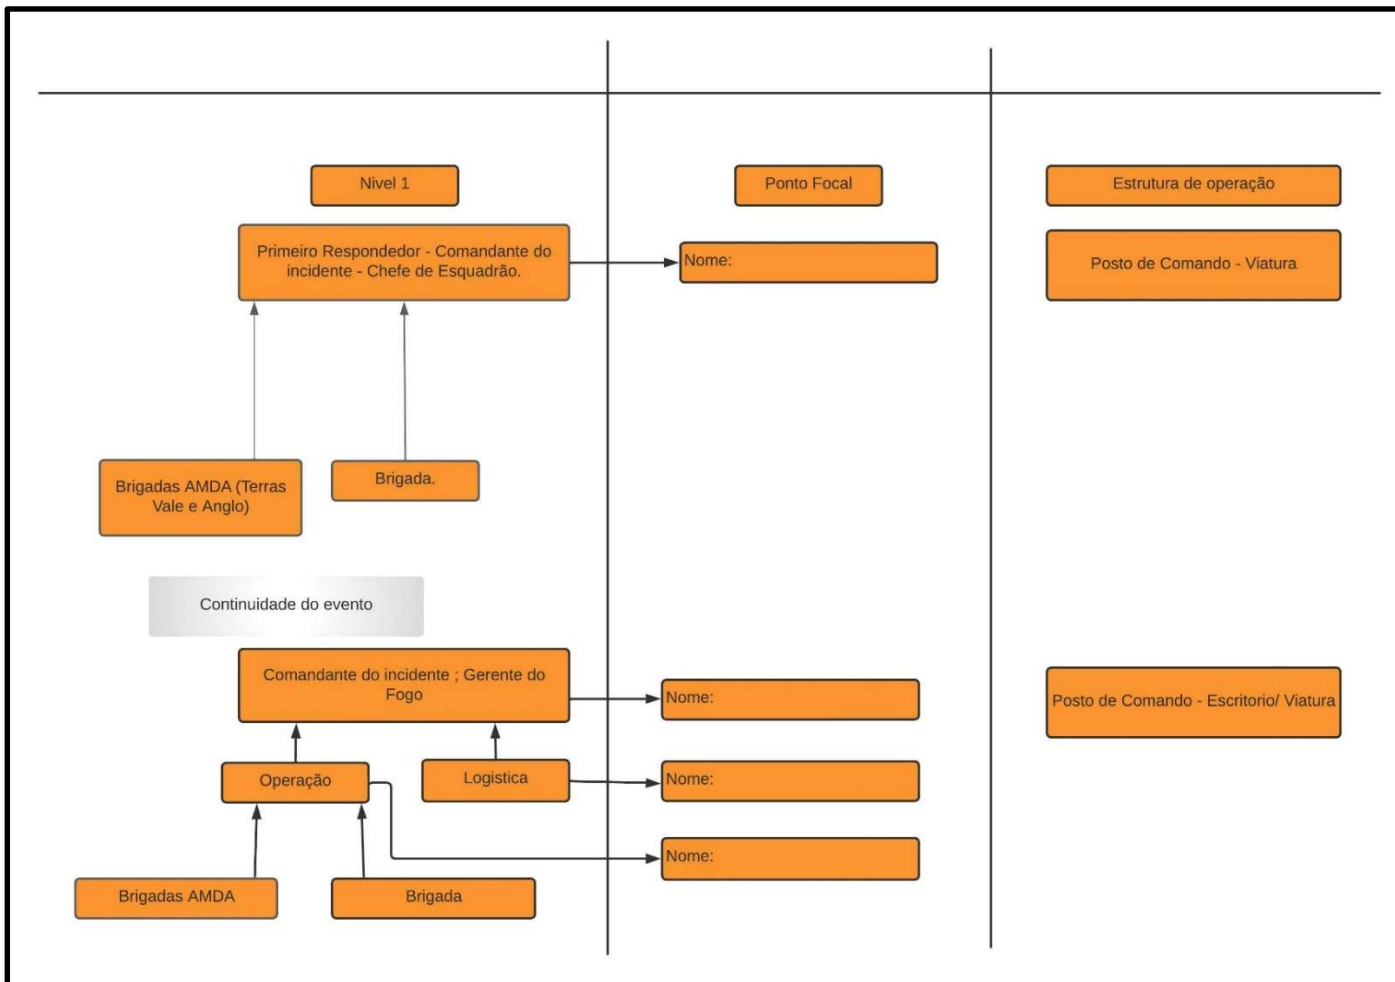 Nivel 1
Ponto Focal
Estrutura de operação
Primeiro Respondedor - Comandante do
incidente - Chefe de Esquadrão.
Nome:
Posto de Comando - Viatura
Brigadas AMDA (Terras
Vale e Anglo)
Brigada.
Continuidade do evento
Comandante do incidente ; Gerente do
Fogo
Nome:
Posto de Comando - Escritorio/ Viatura
Operação
Logistica
Nome:
Nome:
Brigadas AMDA
Brigada